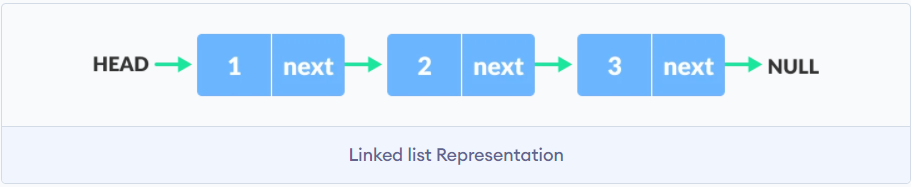 HEAD 1 next 2 next 3 next NULL
Linked list Representation